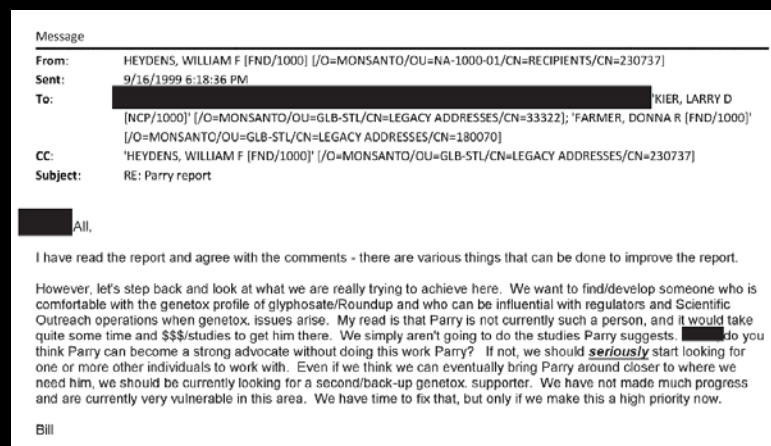 Message
From: HEYDENS, WILLIAM F [FND/1000] [/O=MONSANTO/OU=NA-1000-01/CN=RECIPIENTS/CN=230737]
Sent: 9/16/1999 6:18:36 PM
To: 'KIER, LARRY D
[NCP/1000]' [/O=MONSANTO/OU=GLB-STL/CN=LEGACY ADDRESSES/CN=33322]; 'FARMER, DONNA R [FND/1000]'
[/O=MONSANTO/OU=GLB-STL/CN=LEGACY ADDRESSES/CN=180070]
CC: 'HEYDENS, WILLIAM F [FND/1000]' [/O=MONSANTO/OU=GLB-STL/CN=LEGACY ADDRESSES/CN=230737]
Subject: RE: Parry report
All,
I have read the report and agree with the comments - there are various things that can be done to improve the report.
However, let's step back and look at what we are really trying to achieve here. We want to find/develop someone who is
comfortable with the genetox profile of glyphosate/Roundup and who can be influential with regulators and Scientific
Outreach operations when genetox. issues arise. My read is that Parry is not currently such a person, and it would take
quite some time and $$$/studies to get him there. We simply aren't going to do the studies Parry suggests. do you
think Parry can become a strong advocate without doing this work Parry? If not, we should seriously start looking for
one or more other individuals to work with. Even if we think we can eventually bring Parry around closer to where we
need him, we should be currently looking for a second/back-up genetox. supporter. We have not made much progress
and are currently very vulnerable in this area. We have time to fix that, but only if we make this a high priority now.
Bill